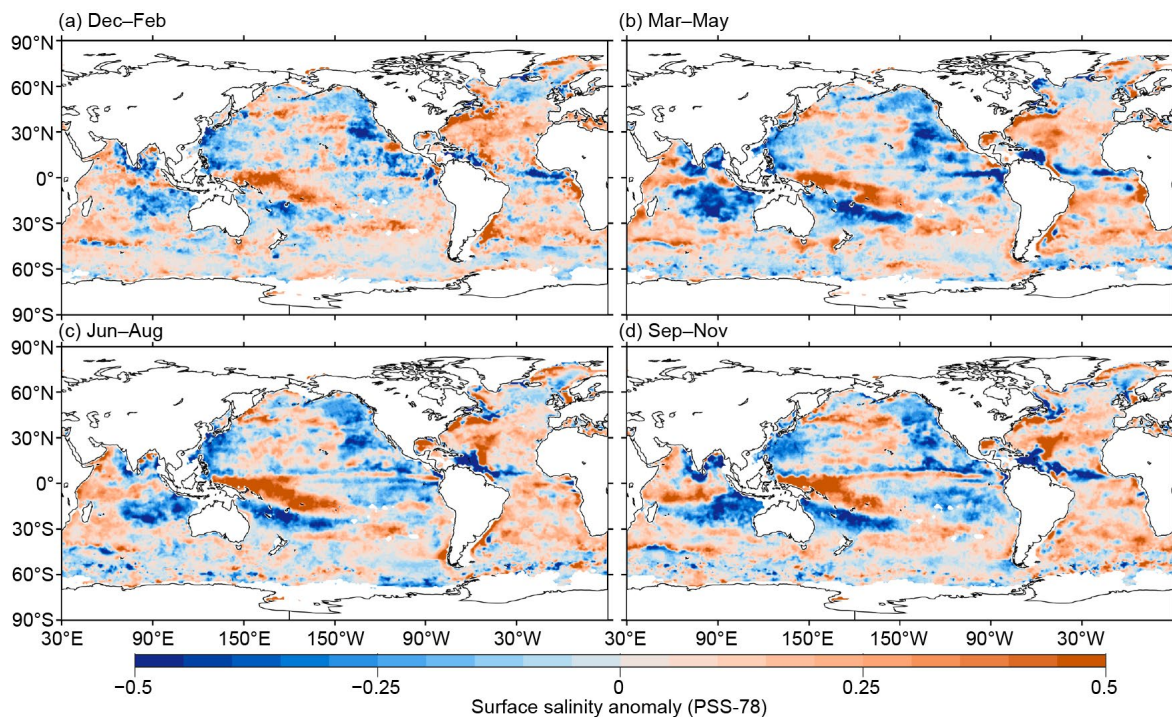 (a) Dec–Feb
(b) Mar–May
90°N
60°N
30°N
0°
30°S
60°S
90°S
(c) Jun–Aug
(d) Sep–Nov
90°N
60°N
30°N
0°
30°S
60°S
90°S
30°E 90°E 150°E 150°W 90°W 30°W 30°E 90°E 150°E 150°W 90°W 30°W
−0.5 −0.25 0 0.25 0.5
Surface salinity anomaly (PSS-78)